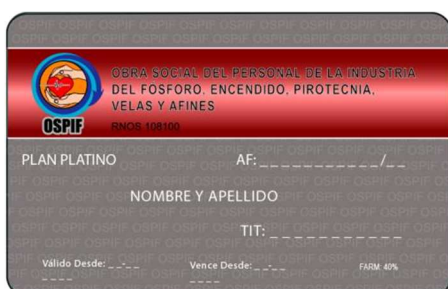 OBRA SOCIAL DEL PERSONAL DE LA INDUSTRIA
DEL FOSFORO, ENCENDIDO, PIROTECNIA,
VELAS Y AFINES
OSPIF
RNOS 108100
PLAN PLATINO
AF: _ _ _ _ _ _ _ _ _ _ _ /_ _
NOMBRE Y APELLIDO
TIT: _ _ _ _ _ _ _ _ _ _ _
Válido Desde: _ _-_ _
_ _ _ _
Vence Desde: _ _-_ _
_ _ _ _
FARM: 40%